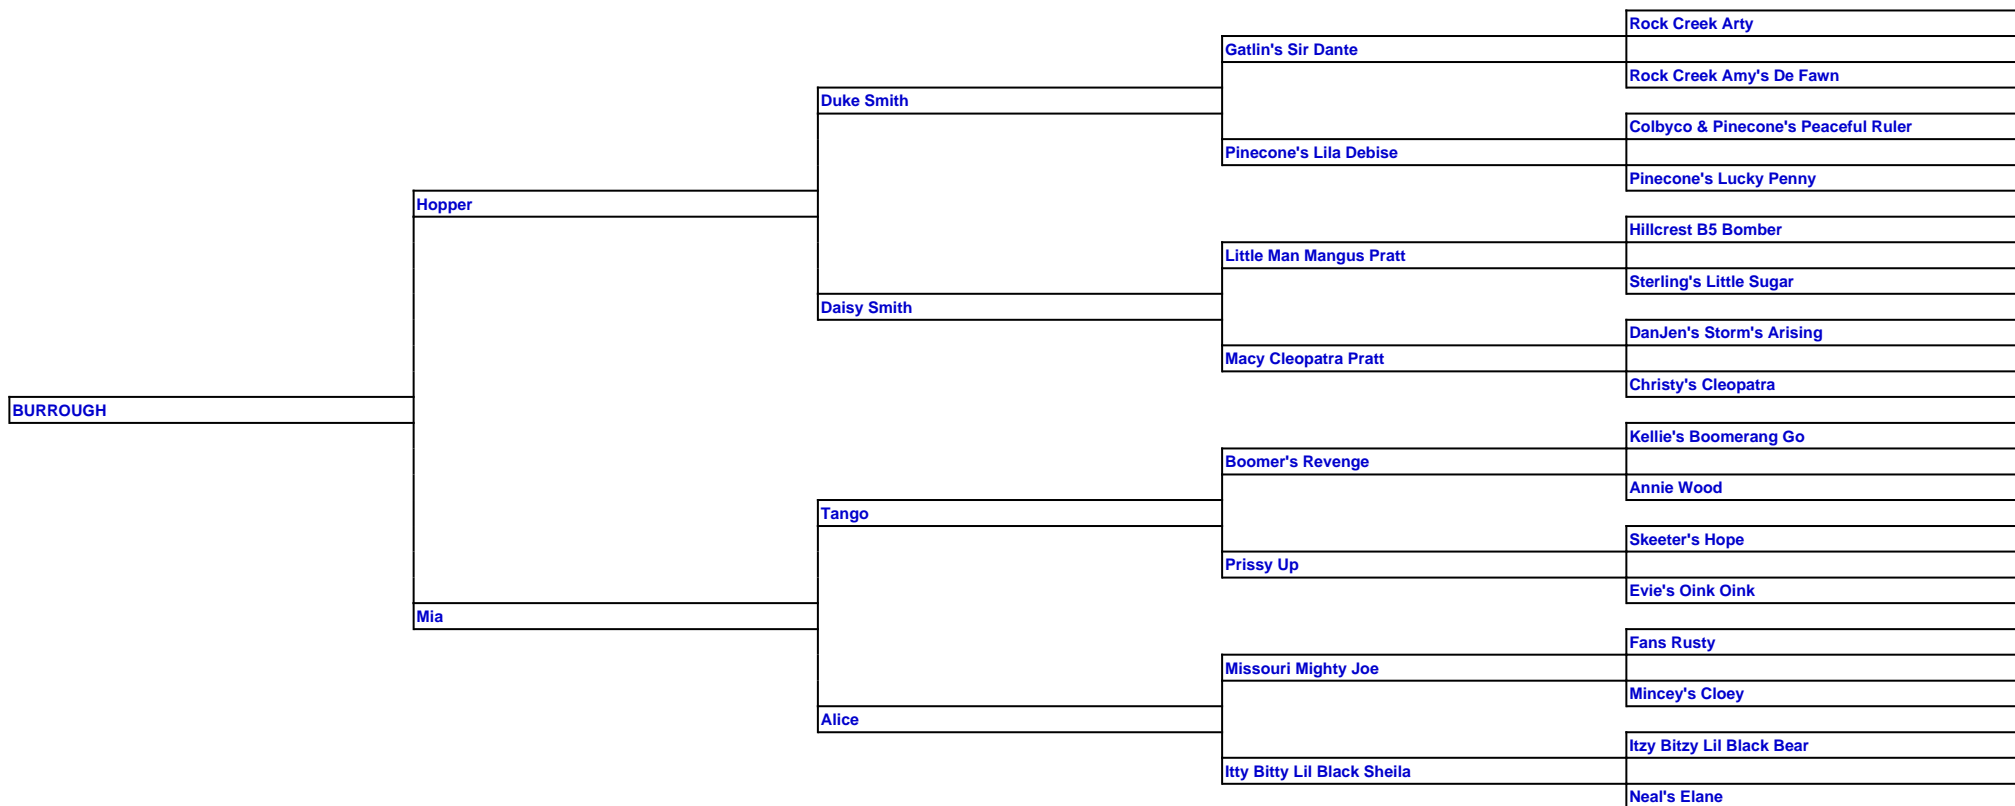 Rock Creek Arty
Gatlin's Sir Dante
Rock Creek Amy's De Fawn
Duke Smith
Colbyco & Pinecone's Peaceful Ruler
Pinecone's Lila Debise
Pinecone's Lucky Penny
Hopper
Hillcrest B5 Bomber
Little Man Mangus Pratt
Sterling's Little Sugar
Daisy Smith
DanJen's Storm's Arising
Macy Cleopatra Pratt
Christy's Cleopatra
BURROUGH
Kellie's Boomerang Go
Boomer's Revenge
Annie Wood
Tango
Skeeter's Hope
Prissy Up
Evie's Oink Oink
Mia
Fans Rusty
Missouri Mighty Joe
Mincey's Cloey
Alice
Itzy Bitzy Lil Black Bear
Itty Bitty Lil Black Sheila
Neal's Elane